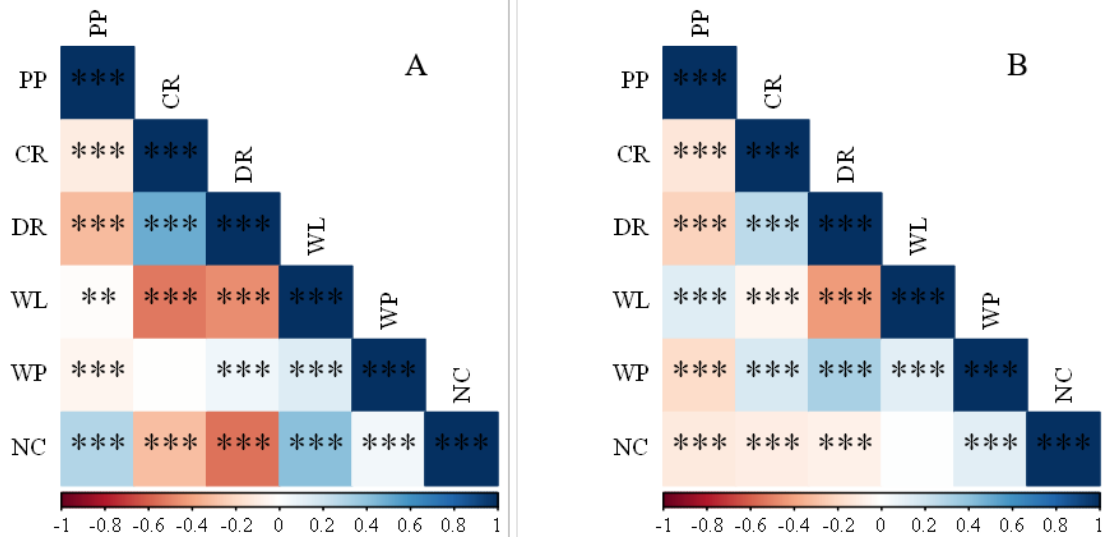 PP
A
PP *** CR
CR *** *** DR
DR *** *** *** WL
WL ** *** *** *** WP
WP *** *** *** *** NC
NC *** *** *** *** *** ***
-1 -0.8 -0.6 -0.4 -0.2 0 0.2 0.4 0.6 0.8 1
PP
B
PP *** CR
CR *** *** DR
DR *** *** *** WL
WL *** *** *** *** WP
WP *** *** *** *** *** NC
NC *** *** *** *** ***
-1 -0.8 -0.6 -0.4 -0.2 0 0.2 0.4 0.6 0.8 1